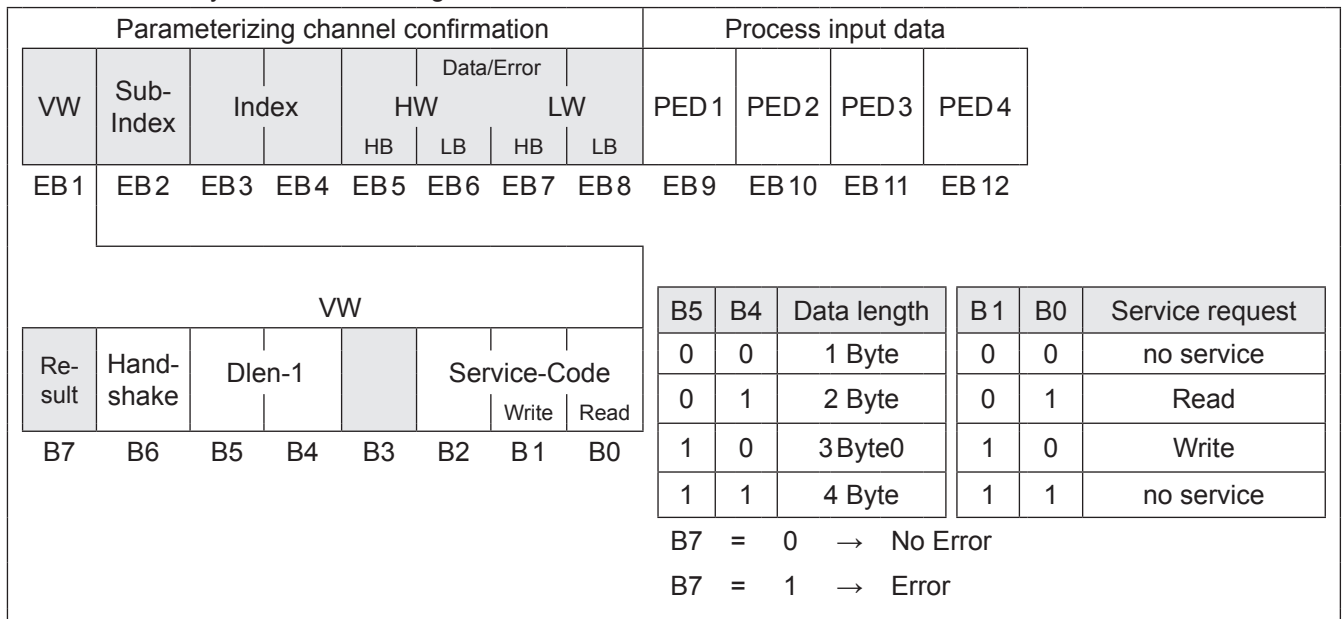 Parameterizing channel confirmation Process input data
Data/Error
VW Sub-Index Index HW LW PED1 PED2 PED3 PED4
HB LB HB LB
EB1 EB2 EB3 EB4 EB5 EB6 EB7 EB8 EB9 EB10 EB11 EB12
VW
Re-sult Hand-shake Dlen-1 Service-Code
Write Read
B7 B6 B5 B4 B3 B2 B1 B0
B5 B4 Data length B1 B0 Service request
0 0 1 Byte 0 0 no service
0 1 2 Byte 0 1 Read
1 0 3Byte0 1 0 Write
1 1 4 Byte 1 1 no service
B7 = 0 → No Error
B7 = 1 → Error